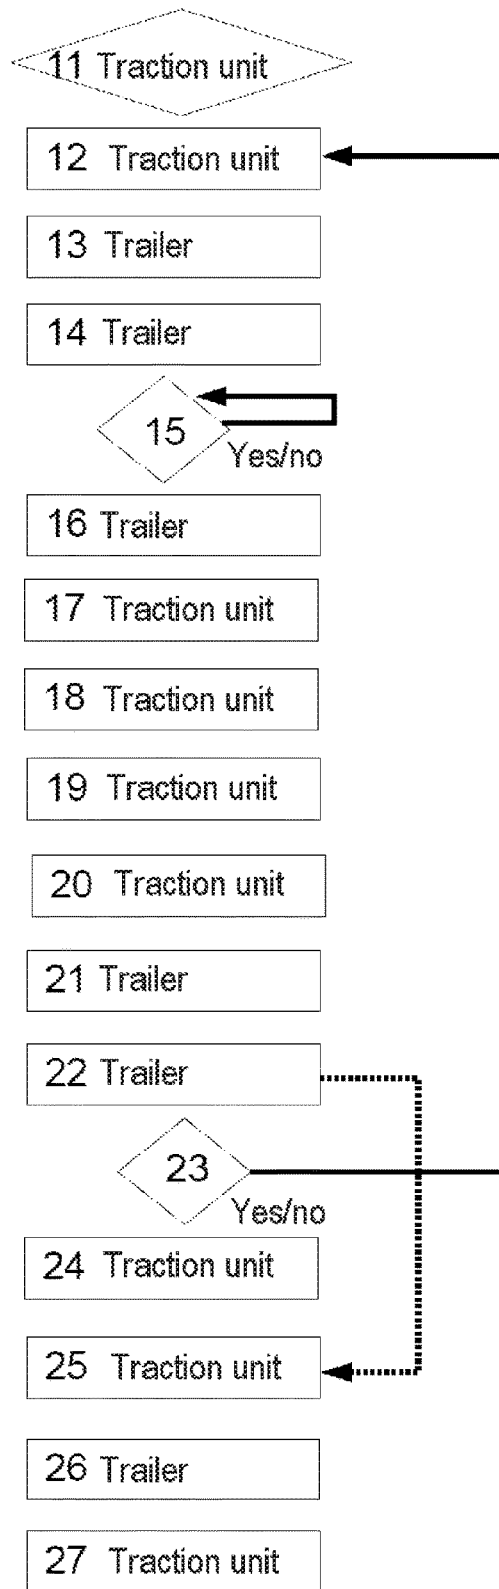 11 Traction unit
12 Traction unit
13 Trailer
14 Trailer
15
Yes/no
16 Trailer
17 Traction unit
18 Traction unit
19 Traction unit
20 Traction unit
21 Trailer
22 Trailer
23
Yes/no
24 Traction unit
25 Traction unit
26 Trailer
27 Traction unit